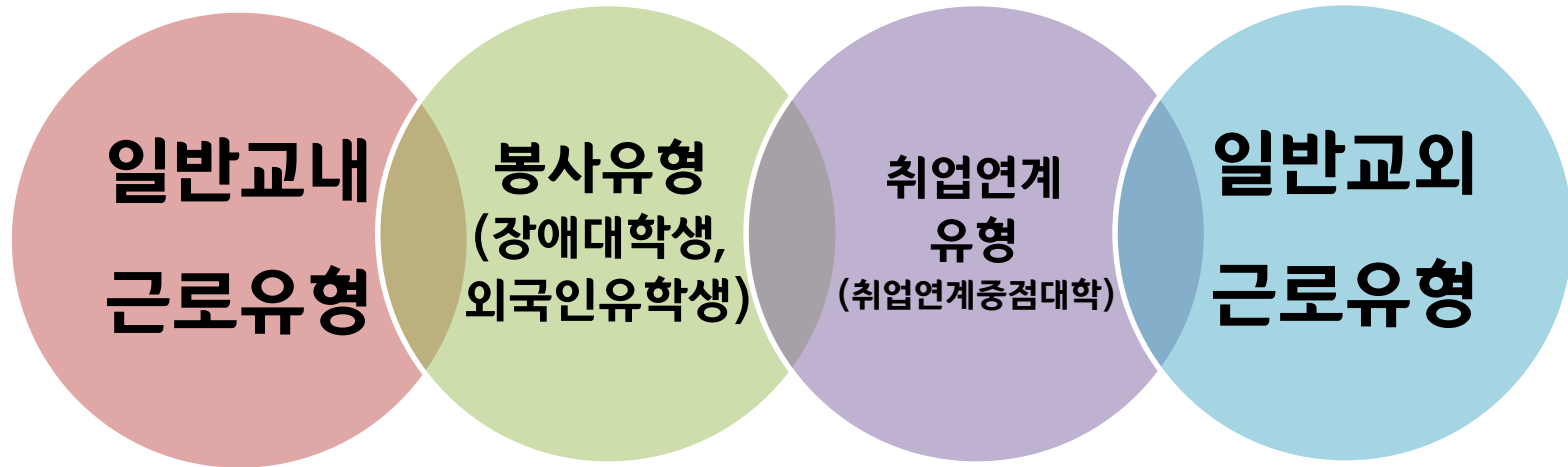 일반교내
근로유형
봉사유형
(장애대학생,
외국인유학생)
취업연계
유형
(취업연계중점대학)
일반교외
근로유형